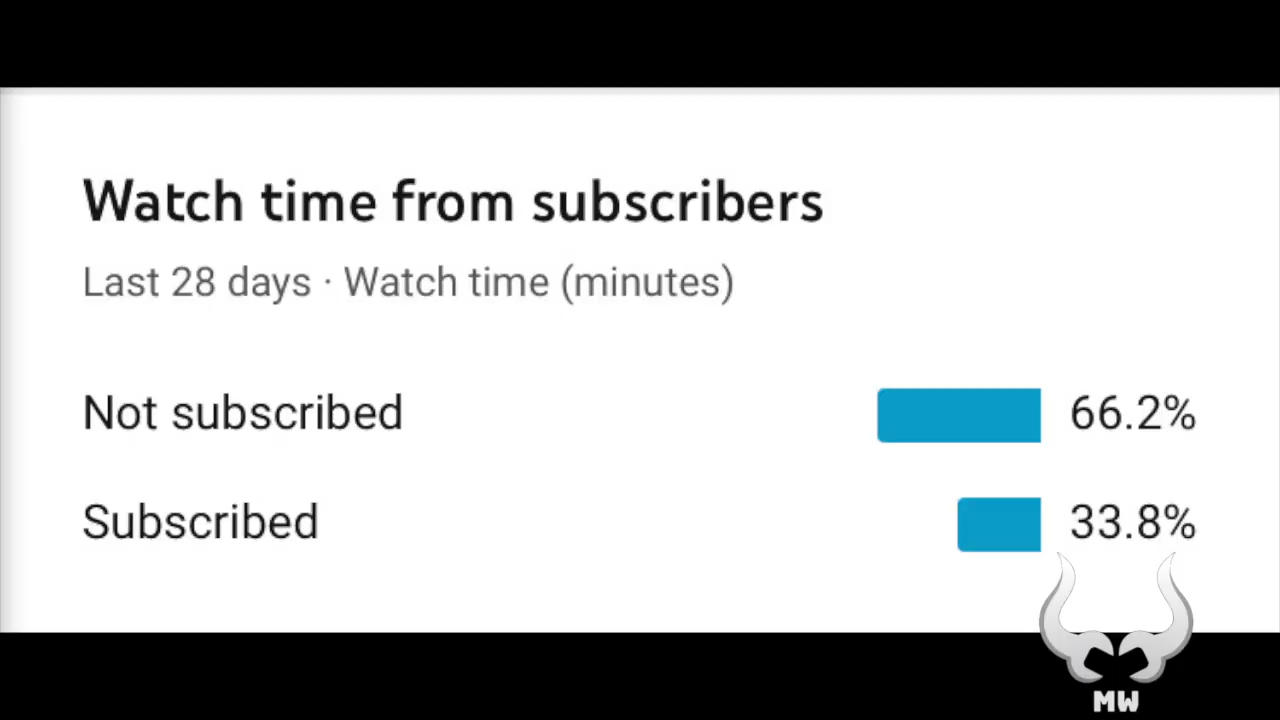 Watch time from subscribers
Last 28 days · Watch time (minutes)
Not subscribed 66.2%
Subscribed 33.8%
MW